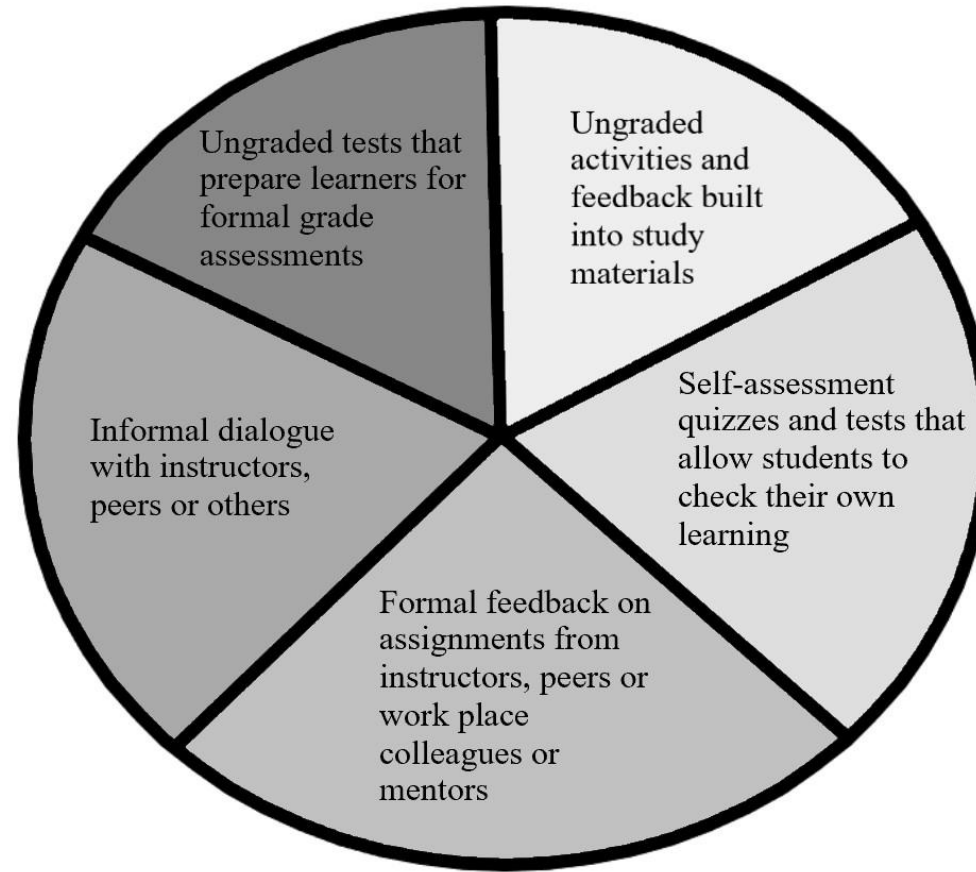 Ungraded tests that
prepare learners for
formal grade
assessments
Ungraded
activities and
feedback built
into study
materials
Self-assessment
quizzes and tests that
allow students to
check their own
learning
Formal feedback on
assignments from
instructors, peers or
work place
colleagues or
mentors
Informal dialogue
with instructors,
peers or others